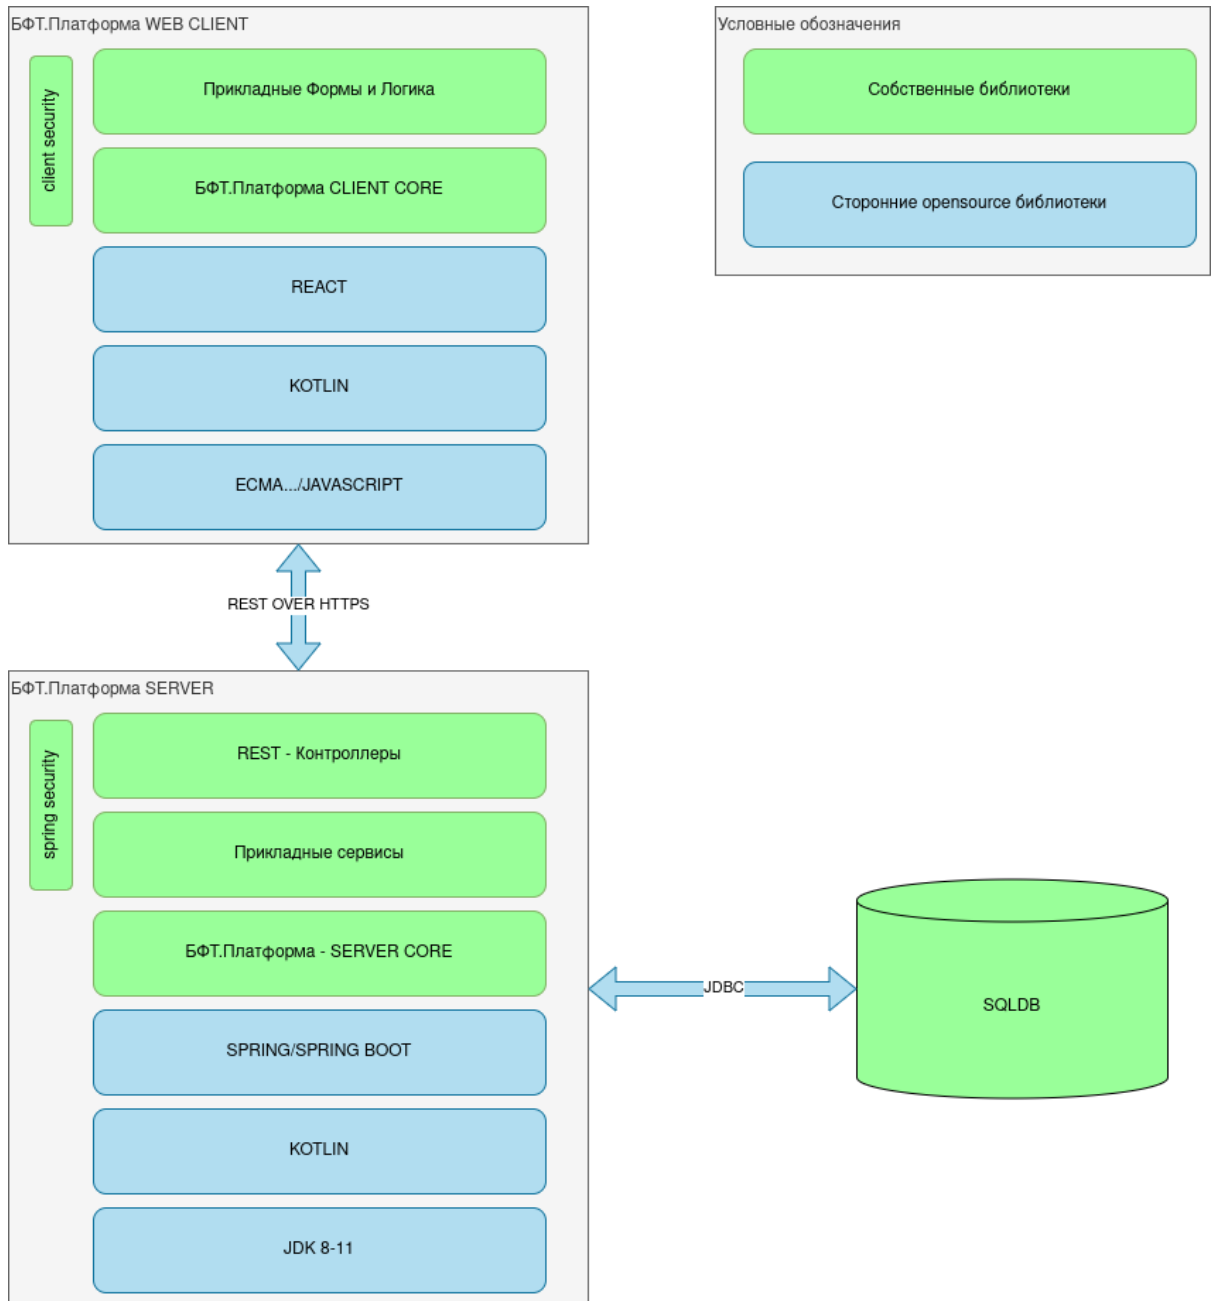 БФТ.Платформа WEB CLIENT
client security
Прикладные Формы и Логика
БФТ.Платформа CLIENT CORE
REACT
KOTLIN
ECMA.../JAVASCRIPT
Условные обозначения
Собственные библиотеки
Сторонние opensource библиотеки
REST OVER HTTPS
БФТ.Платформа SERVER
spring security
REST - Контроллеры
Прикладные сервисы
БФТ.Платформа - SERVER CORE
SPRING/SPRING BOOT
KOTLIN
JDK 8-11
JDBC
SQLDB